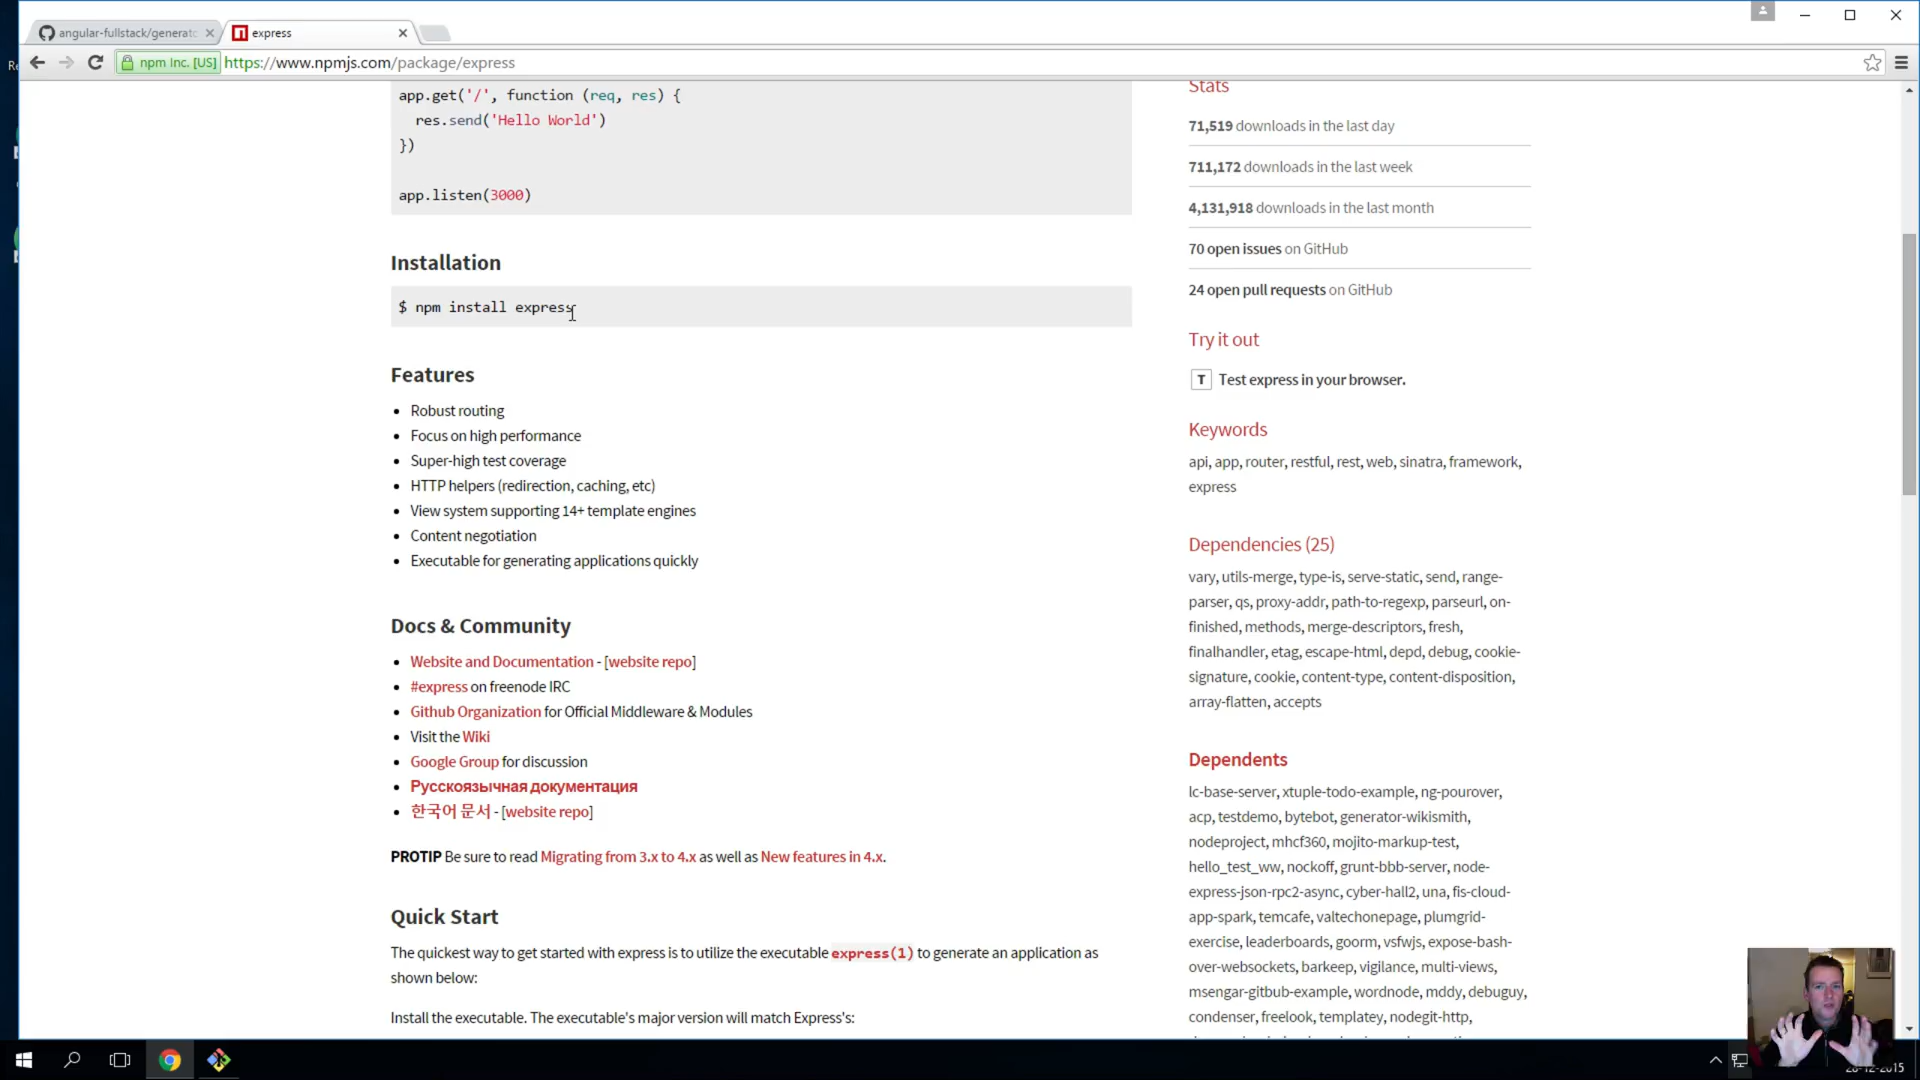 angular-fullstack/generato
express
npm Inc. [US]
https://www.npmjs.com/package/express
app.get('/', function (req, res) {
res.send('Hello World')
})
app.listen(3000)
Installation
$ npm install express
Features
Robust routing
Focus on high performance
Super-high test coverage
HTTP helpers (redirection, caching, etc)
View system supporting 14+ template engines
Content negotiation
Executable for generating applications quickly
Docs & Community
Website and Documentation - [website repo]
#express on freenode IRC
Github Organization for Official Middleware & Modules
Visit the Wiki
Google Group for discussion
Русскоязычная документация
한국어 문서 - [website repo]
PROTIP Be sure to read Migrating from 3.x to 4.x as well as New features in 4.x.
Quick Start
The quickest way to get started with express is to utilize the executable express(1) to generate an application as
shown below:
Install the executable. The executable's major version will match Express's:
Stats
71,519 downloads in the last day
711,172 downloads in the last week
4,131,918 downloads in the last month
70 open issues on GitHub
24 open pull requests on GitHub
Try it out
T Test express in your browser.
Keywords
api, app, router, restful, rest, web, sinatra, framework,
express
Dependencies (25)
vary, utils-merge, type-is, serve-static, send, range-
parser, qs, proxy-addr, path-to-regexp, parseurl, on-
finished, methods, merge-descriptors, fresh,
finalhandler, etag, escape-html, depd, debug, cookie-
signature, cookie, content-type, content-disposition,
array-flatten, accepts
Dependents
lc-base-server, xtuple-todo-example, ng-pourover,
acp, testdemo, bytebot, generator-wikismith,
nodeproject, mhcf360, mojito-markup-test,
hello_test_ww, nockoff, grunt-bbb-server, node-
express-json-rpc2-async, cyber-hall2, una, fis-cloud-
app-spark, temcafe, valtechonepage, plumgrid-
exercise, leaderboards, goorm, vsfwjs, expose-bash-
over-websockets, barkeep, vigilance, multi-views,
msengar-gitbub-example, wordnode, mddy, debuguy,
condenser, freelook, templatey, nodegit-http,